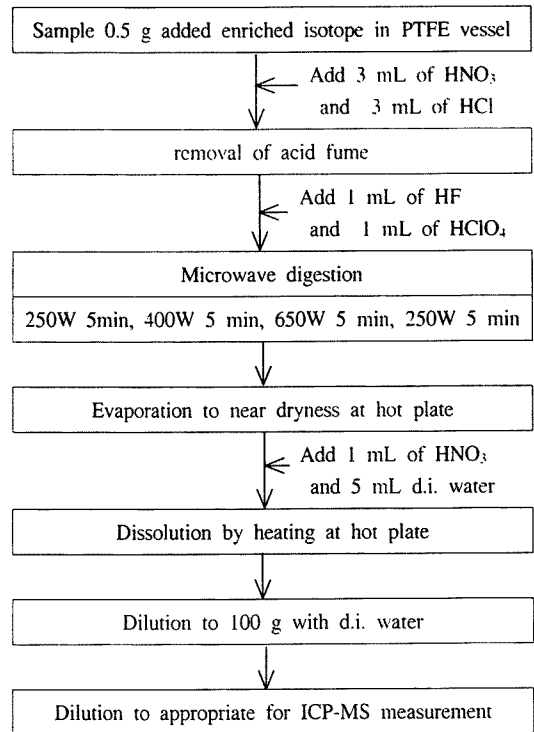 Sample 0.5 g added enriched isotope in PTFE vessel
Add 3 mL of HNO₃
and 3 mL of HCl
removal of acid fume
Add 1 mL of HF
and 1 mL of HClO₄
Microwave digestion
250W 5min, 400W 5 min, 650W 5 min, 250W 5 min
Evaporation to near dryness at hot plate
Add 1 mL of HNO₃
and 5 mL d.i. water
Dissolution by heating at hot plate
Dilution to 100 g with d.i. water
Dilution to appropriate for ICP-MS measurement